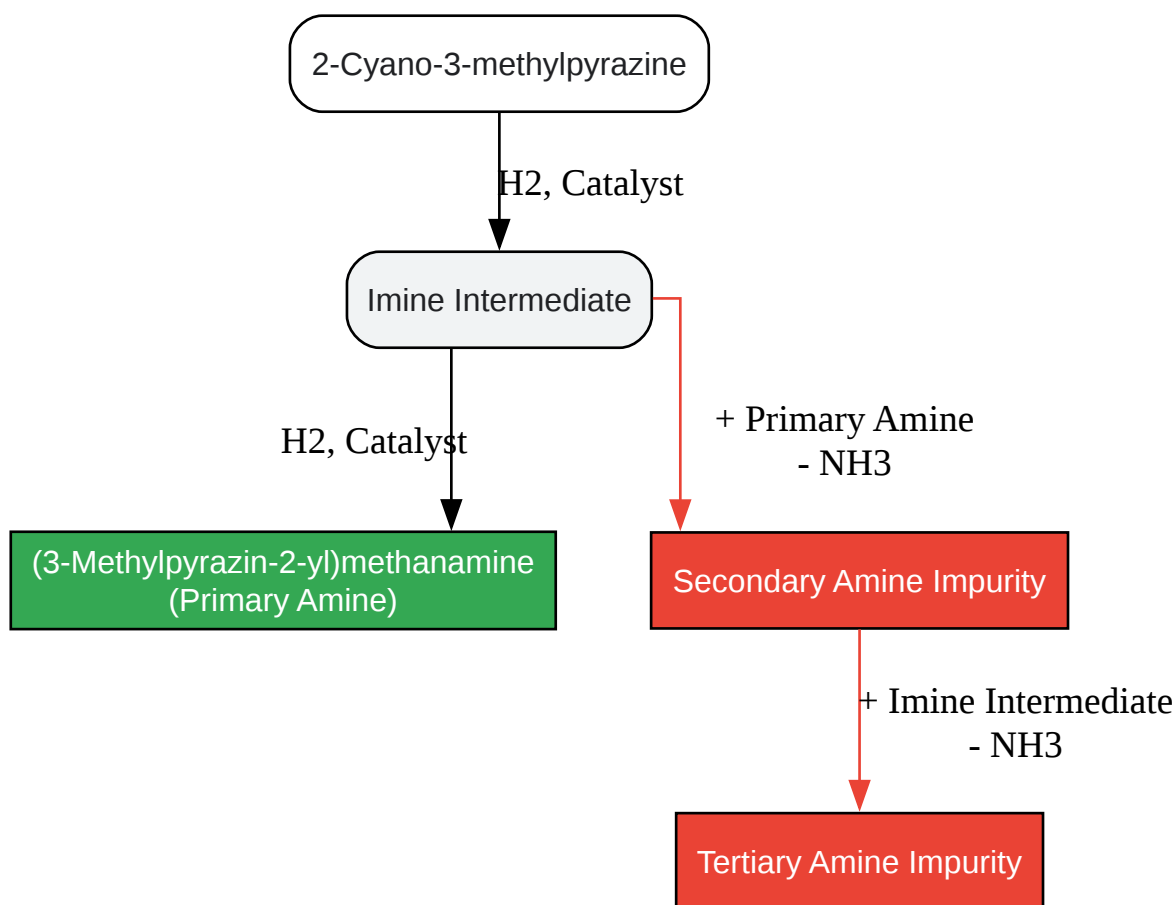 2-Cyano-3-methylpyrazine
H2, Catalyst
Imine Intermediate
+ Primary Amine
- NH3
H2, Catalyst
(3-Methylpyrazin-2-yl)methanamine
(Primary Amine)
Secondary Amine Impurity
+ Imine Intermediate
- NH3
Tertiary Amine Impurity